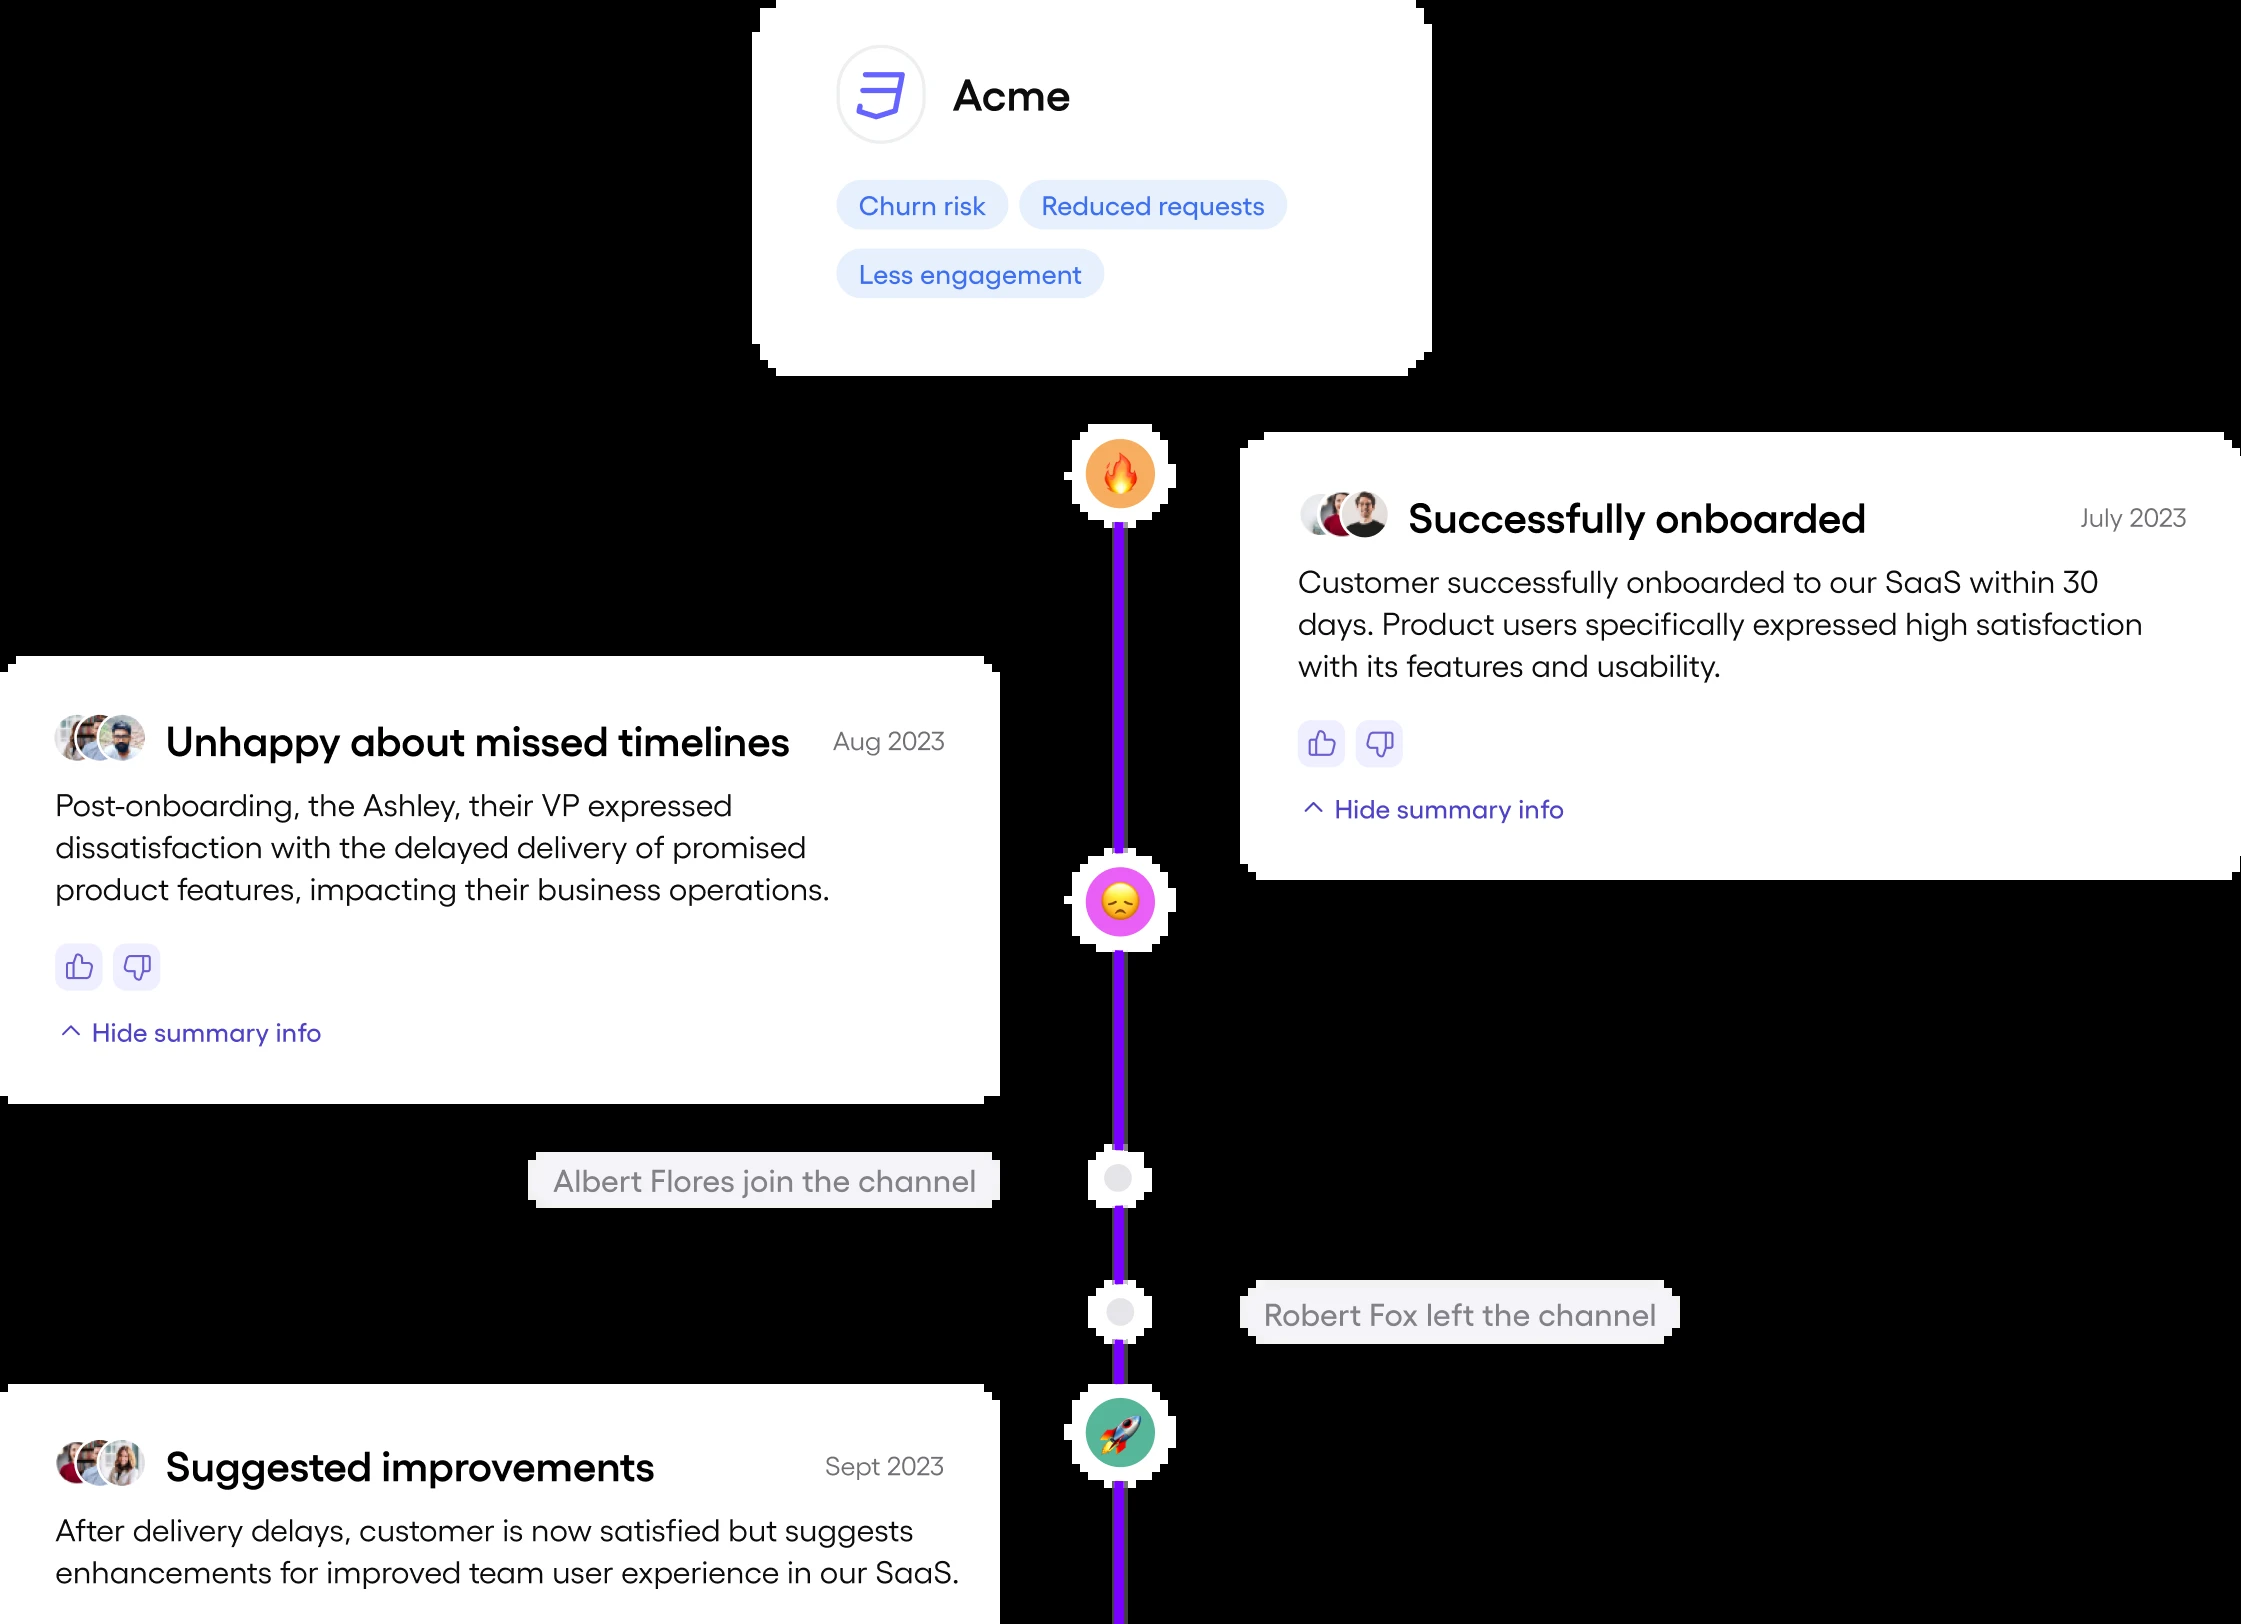 Acme
Churn risk
Reduced requests
Less engagement
Successfully onboarded
July 2023
Customer successfully onboarded to our SaaS within 30
days. Product users specifically expressed high satisfaction
with its features and usability.
Hide summary info
Unhappy about missed timelines
Aug 2023
Post-onboarding, the Ashley, their VP expressed
dissatisfaction with the delayed delivery of promised
product features, impacting their business operations.
Hide summary info
Albert Flores join the channel
Robert Fox left the channel
Suggested improvements
Sept 2023
After delivery delays, customer is now satisfied but suggests
enhancements for improved team user experience in our SaaS.